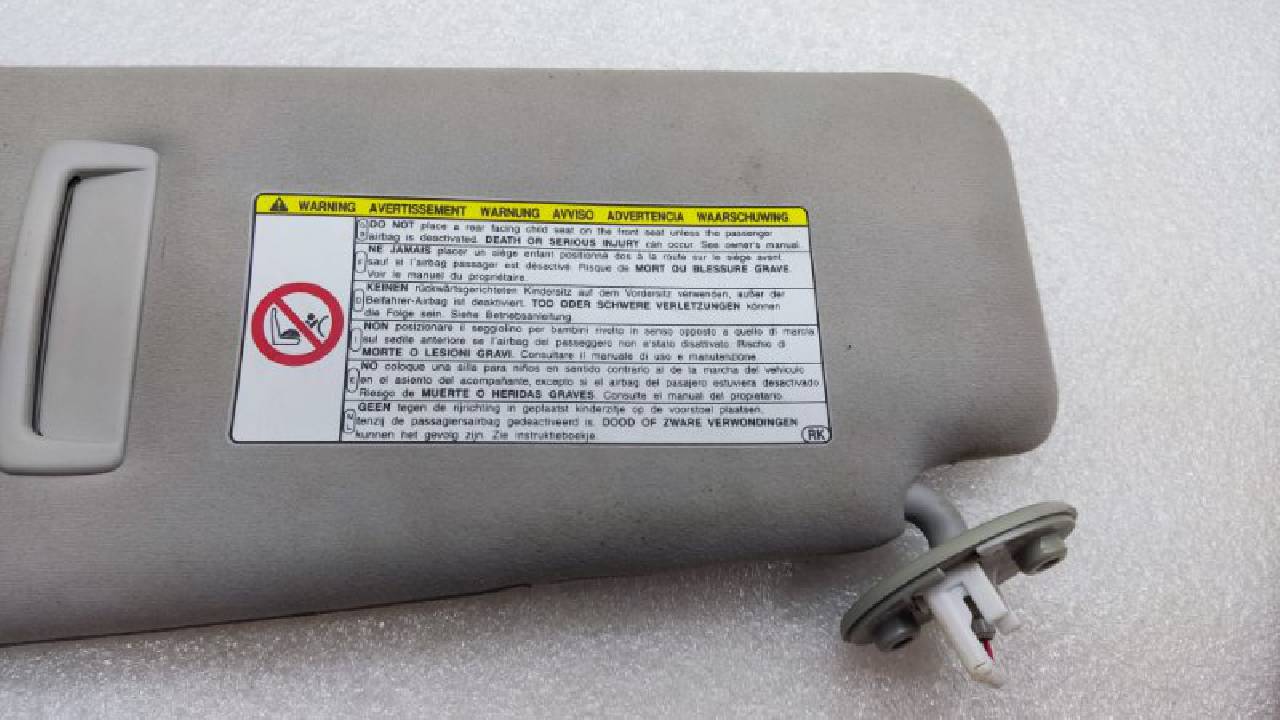 WARNING AVERTISSEMENT WARNUNG AVVISO ADVERTENCIA WAARSCHUWING
GB DO NOT place a rear facing child seat on the front seat unless the passenger
airbag is deactivated. DEATH OR SERIOUS INJURY can occur. See owner's manual.
F NE JAMAIS placer un siège enfant positionné dos à la route sur le siège avant
sauf si l'airbag passager est désactivé. Risque de MORT OU BLESSURE GRAVE.
Voir le manuel du propriétaire.
D KEINEN rückwärtsgerichteten Kindersitz auf dem Vordersitz verwenden, außer der
Beifahrer-Airbag ist deaktiviert. TOD ODER SCHWERE VERLETZUNGEN können
die Folge sein. Siehe Betriebsanleitung.
I NON posizionare il seggiolino per bambini rivolto in senso opposto a quello di marcia
sul sedile anteriore se l'airbag del passeggero non è stato disattivato. Rischio di
MORTE O LESIONI GRAVI. Consultare il manuale di uso e manutenzione.
E NO coloque una silla para niños en sentido contrario al de la marcha del vehículo
en el asiento del acompañante, excepto si el airbag del pasajero estuviera desactivado.
Riesgo de MUERTE O HERIDAS GRAVES. Consulte el manual del propietario.
NL GEEN tegen de rijrichting in geplaatst kinderzitje op de voorstoel plaatsen,
tenzij de passagiersairbag gedeactiveerd is. DOOD OF ZWARE VERWONDINGEN
kunnen het gevolg zijn. Zie instruktieboekje.
RK